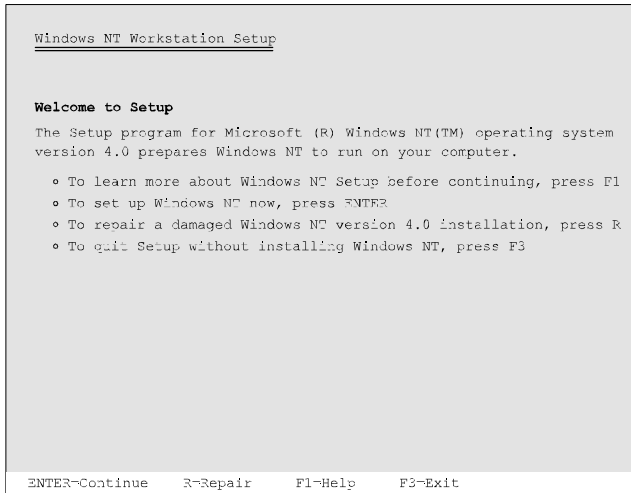 Windows NT Workstation Setup
Welcome to Setup
The Setup program for Microsoft (R) Windows NT(TM) operating system
version 4.0 prepares Windows NT to run on your computer.
• To learn more about Windows NT Setup before continuing, press F1
• To set up Windows NT now, press ENTER
• To repair a damaged Windows NT version 4.0 installation, press R
• To quit Setup without installing Windows NT, press F3
ENTER=Continue R=Repair F1=Help F3=Exit